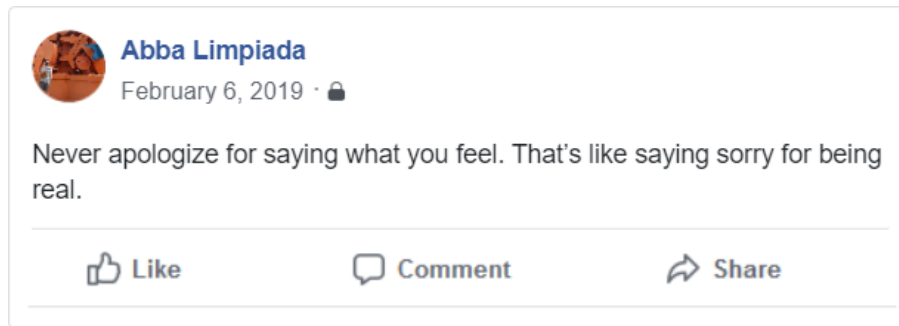 Abba Limpiada
February 6, 2019 ·
Never apologize for saying what you feel. That’s like saying sorry for being
real.
Like Comment Share